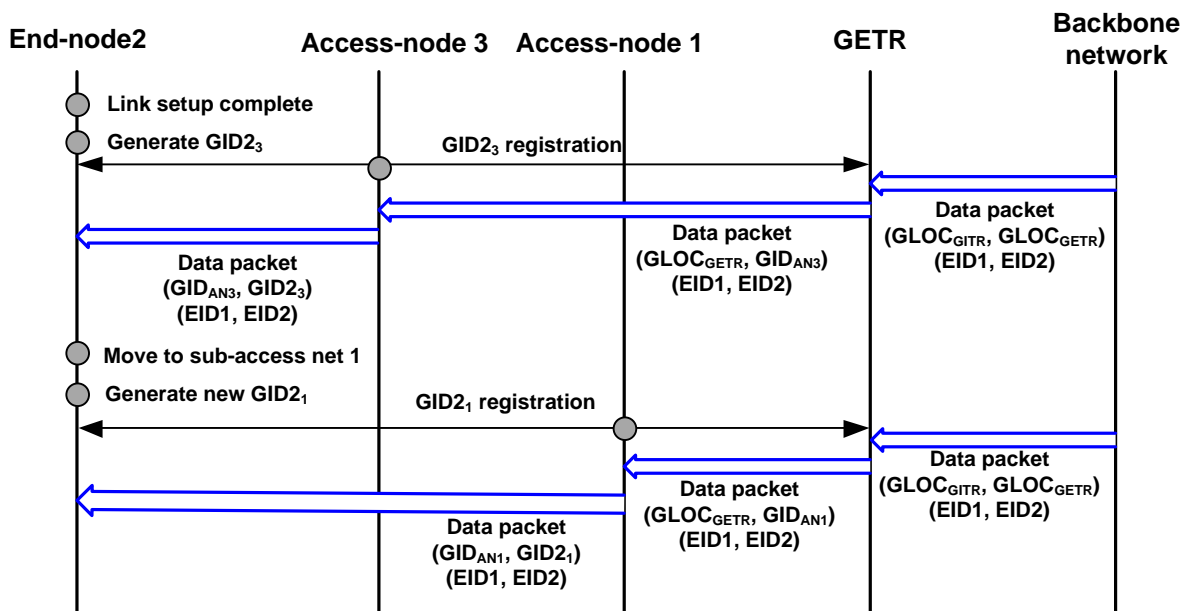 End-node2
Access-node 3
Access-node 1
GETR
Backbone
network
Link setup complete
Generate GID2₃
GID2₃ registration
Data packet
(GLOC_GITR, GLOC_GETR)
(EID1, EID2)
Data packet
(GLOC_GETR, GID_AN3)
(EID1, EID2)
Data packet
(GID_AN3, GID2₃)
(EID1, EID2)
Move to sub-access net 1
Generate new GID2₁
GID2₁ registration
Data packet
(GLOC_GITR, GLOC_GETR)
(EID1, EID2)
Data packet
(GLOC_GETR, GID_AN1)
(EID1, EID2)
Data packet
(GID_AN1, GID2₁)
(EID1, EID2)